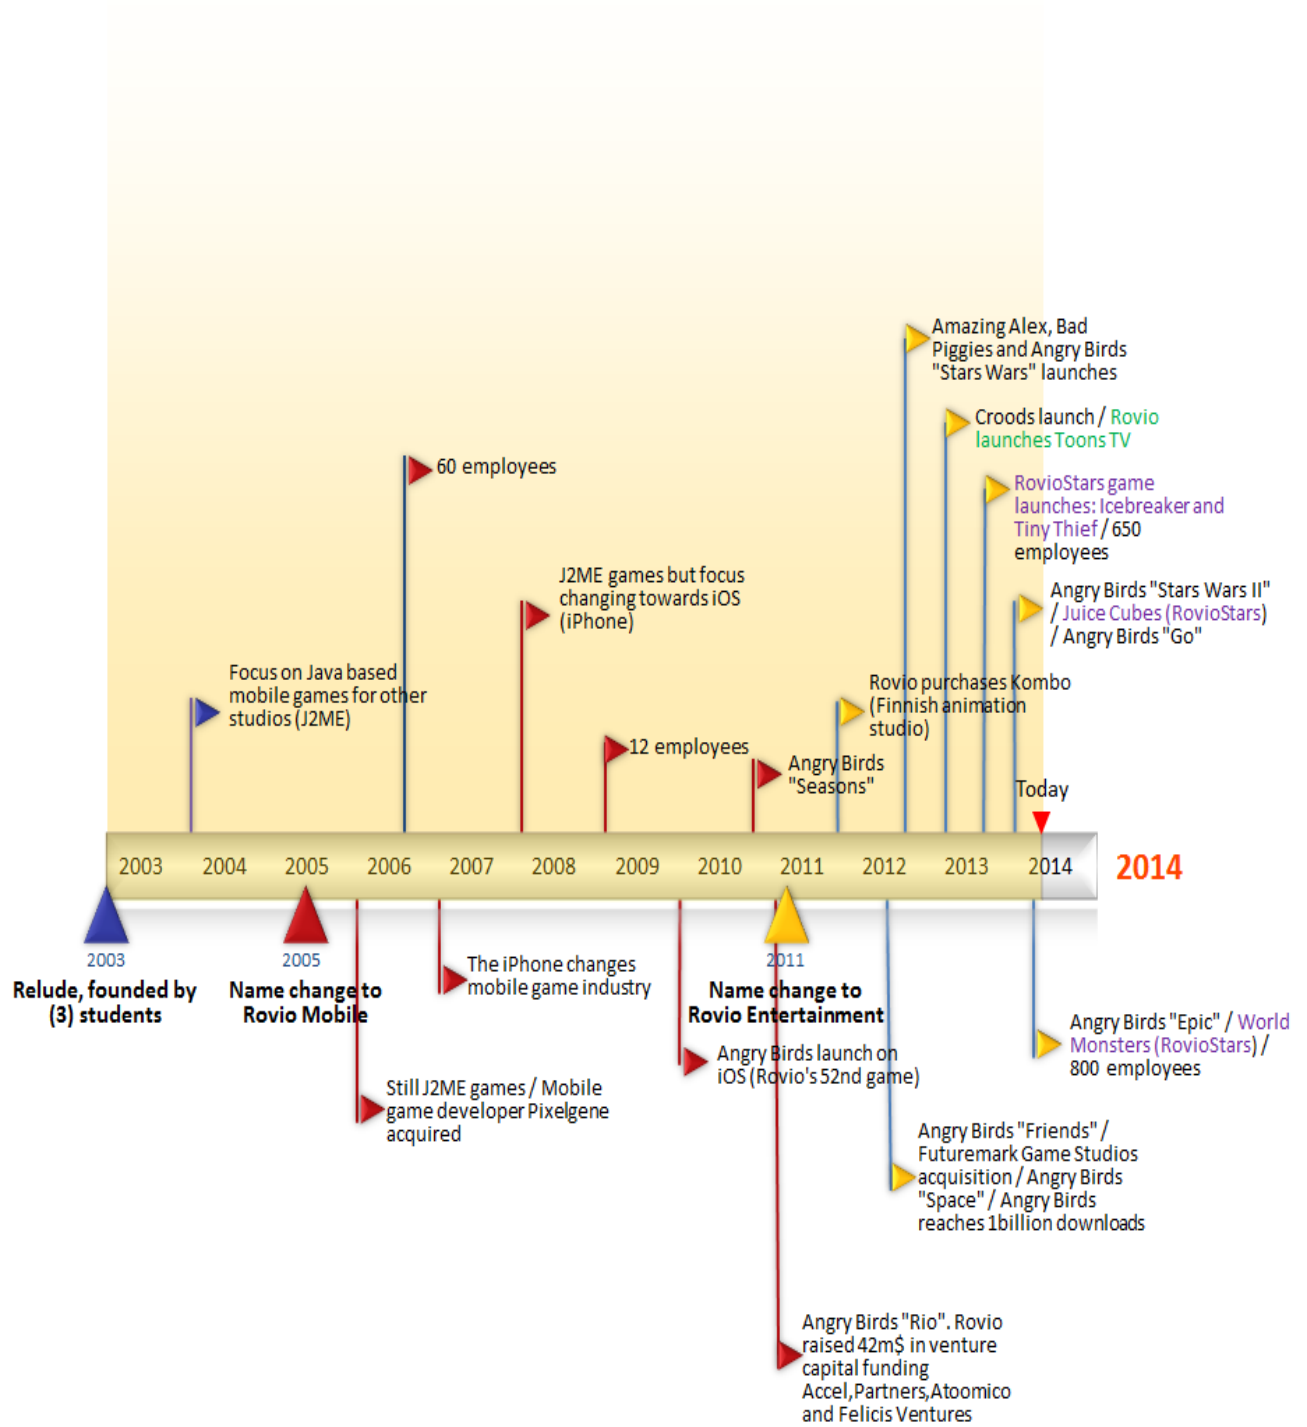 Amazing Alex, Bad
Piggies and Angry Birds
"Stars Wars" launches
Croods launch / Rovio
launches Toons TV
60 employees
RovioStars game
launches: Icebreaker and
Tiny Thief / 650
employees
J2ME games but focus
changing towards iOS
(iPhone)
Angry Birds "Stars Wars II"
/ Juice Cubes (RovioStars)
/ Angry Birds "Go"
Focus on Java based
mobile games for other
studios (J2ME)
Rovio purchases Kombo
(Finnish animation
studio)
12 employees
Angry Birds
"Seasons"
Today
2003 2004 2005 2006 2007 2008 2009 2010 2011 2012 2013 2014 2014
2003
Relude, founded by
(3) students
2005
Name change to
Rovio Mobile
The iPhone changes
mobile game industry
2011
Name change to
Rovio Entertainment
Angry Birds launch on
iOS (Rovio's 52nd game)
Angry Birds "Epic" / World
Monsters (RovioStars) /
800 employees
Still J2ME games / Mobile
game developer Pixelgene
acquired
Angry Birds "Friends" /
Futuremark Game Studios
acquisition / Angry Birds
"Space" / Angry Birds
reaches 1billion downloads
Angry Birds "Rio". Rovio
raised 42m$ in venture
capital funding
Accel,Partners,Atoomico
and Felicis Ventures